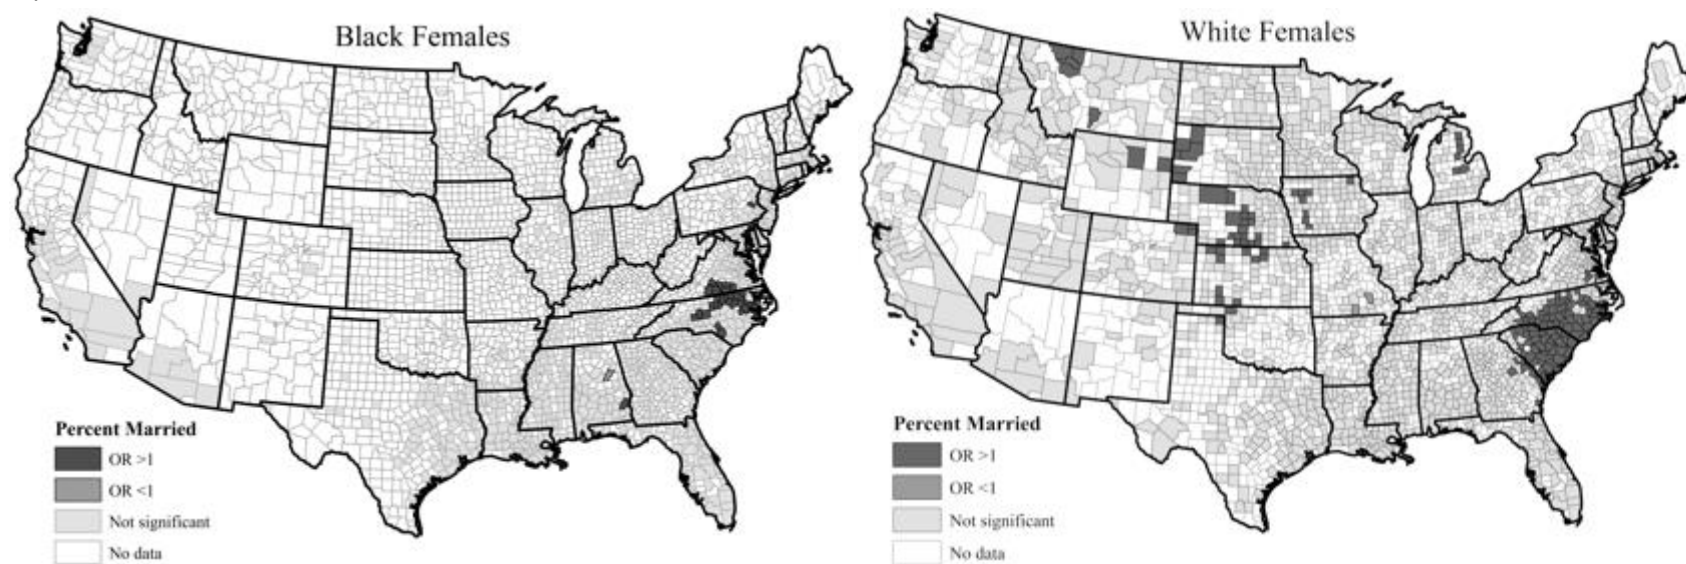 Black Females
White Females
Percent Married
OR >1
OR <1
Not significant
No data
Percent Married
OR >1
OR <1
Not significant
No data